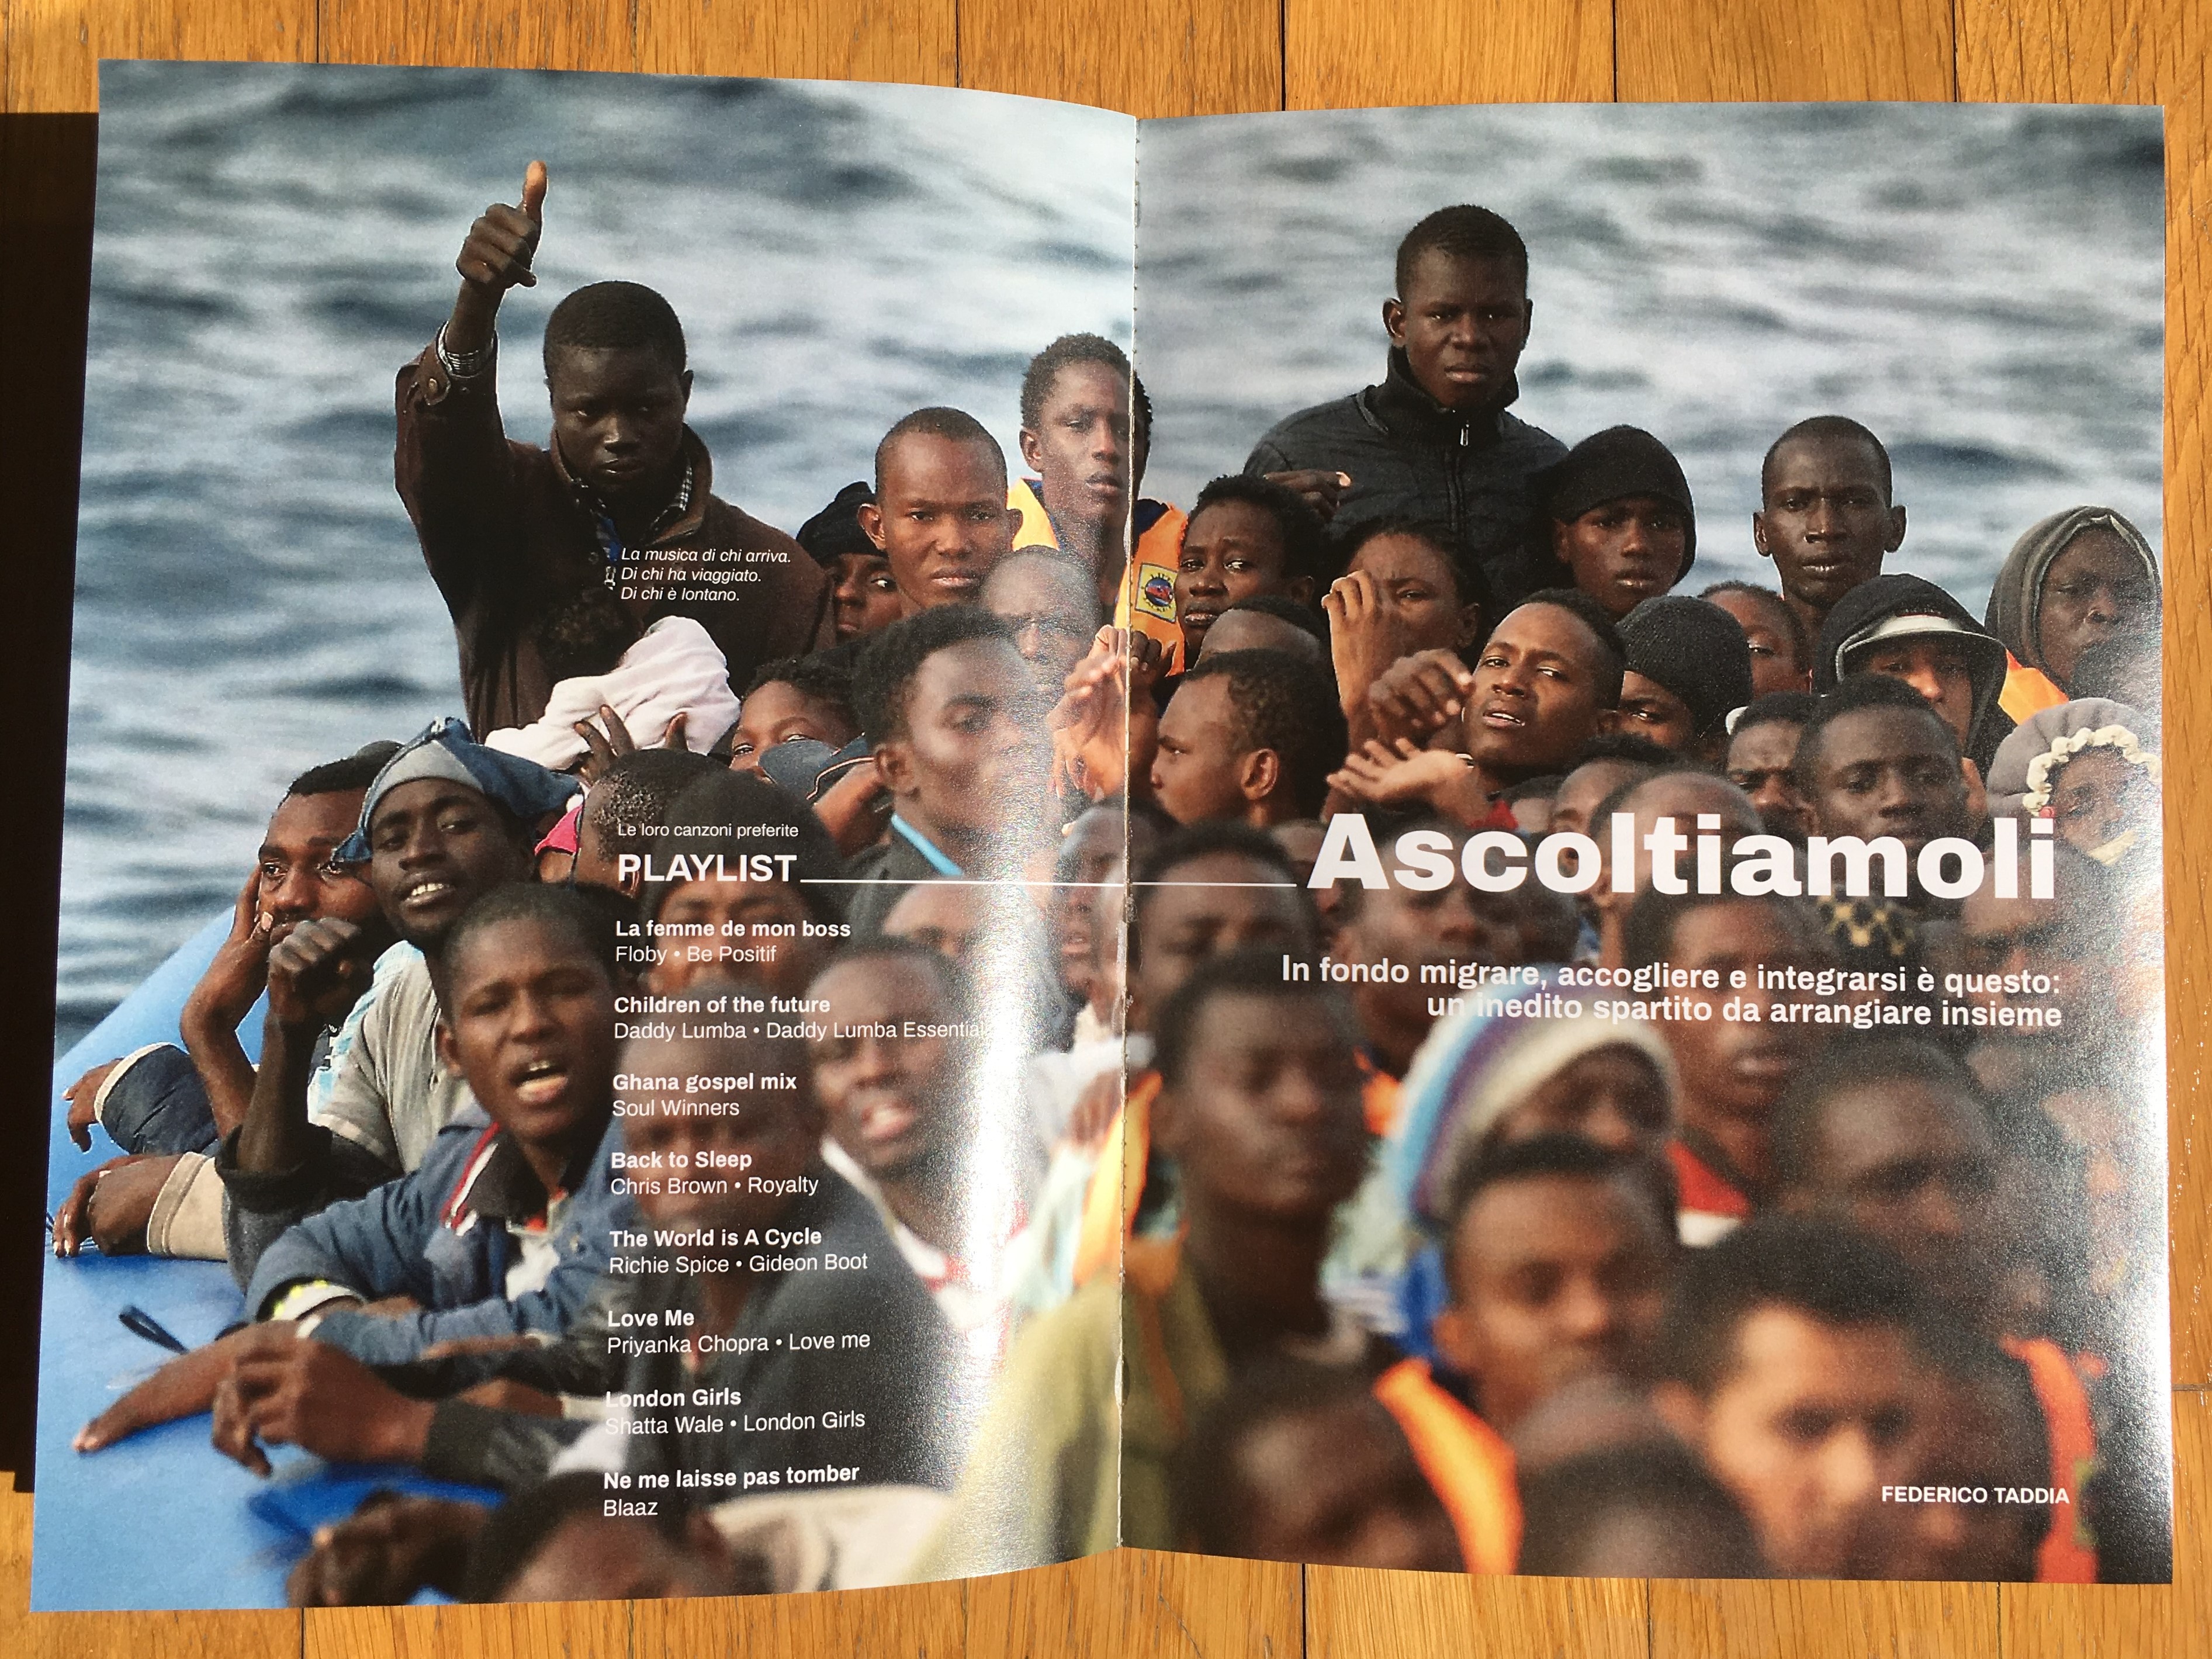 La musica di chi arriva.
Di chi ha viaggiato.
Di chi è lontano.
Le loro canzoni preferite
PLAYLIST
La femme de mon boss
Floby • Be Positif
Children of the future
Daddy Lumba • Daddy Lumba Essential
Ghana gospel mix
Soul Winners
Back to Sleep
Chris Brown • Royalty
The World is A Cycle
Richie Spice • Gideon Boot
Love Me
Priyanka Chopra • Love me
London Girls
Shatta Wale • London Girls
Ne me laisse pas tomber
Blaaz
Ascoltiamoli
In fondo migrare, accogliere e integrarsi è questo:
un inedito spartito da arrangiare insieme
FEDERICO TADDIA